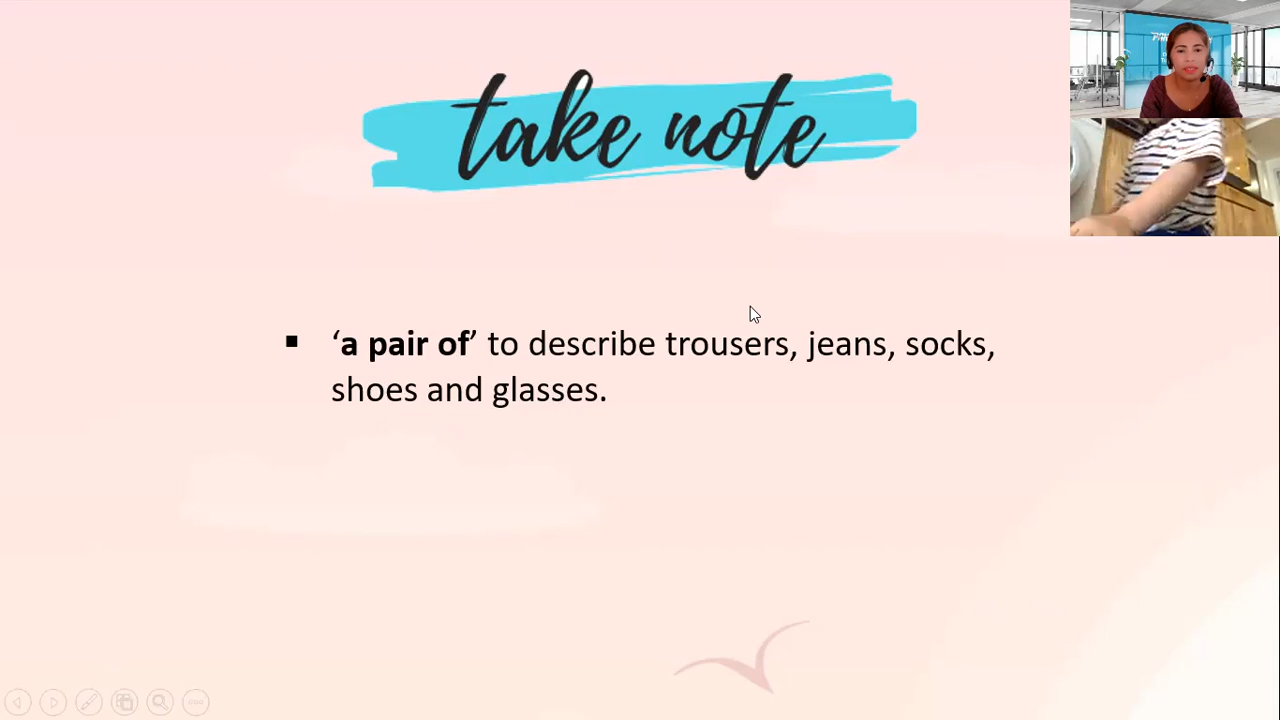 take note
▪ ‘a pair of’ to describe trousers, jeans, socks,
shoes and glasses.